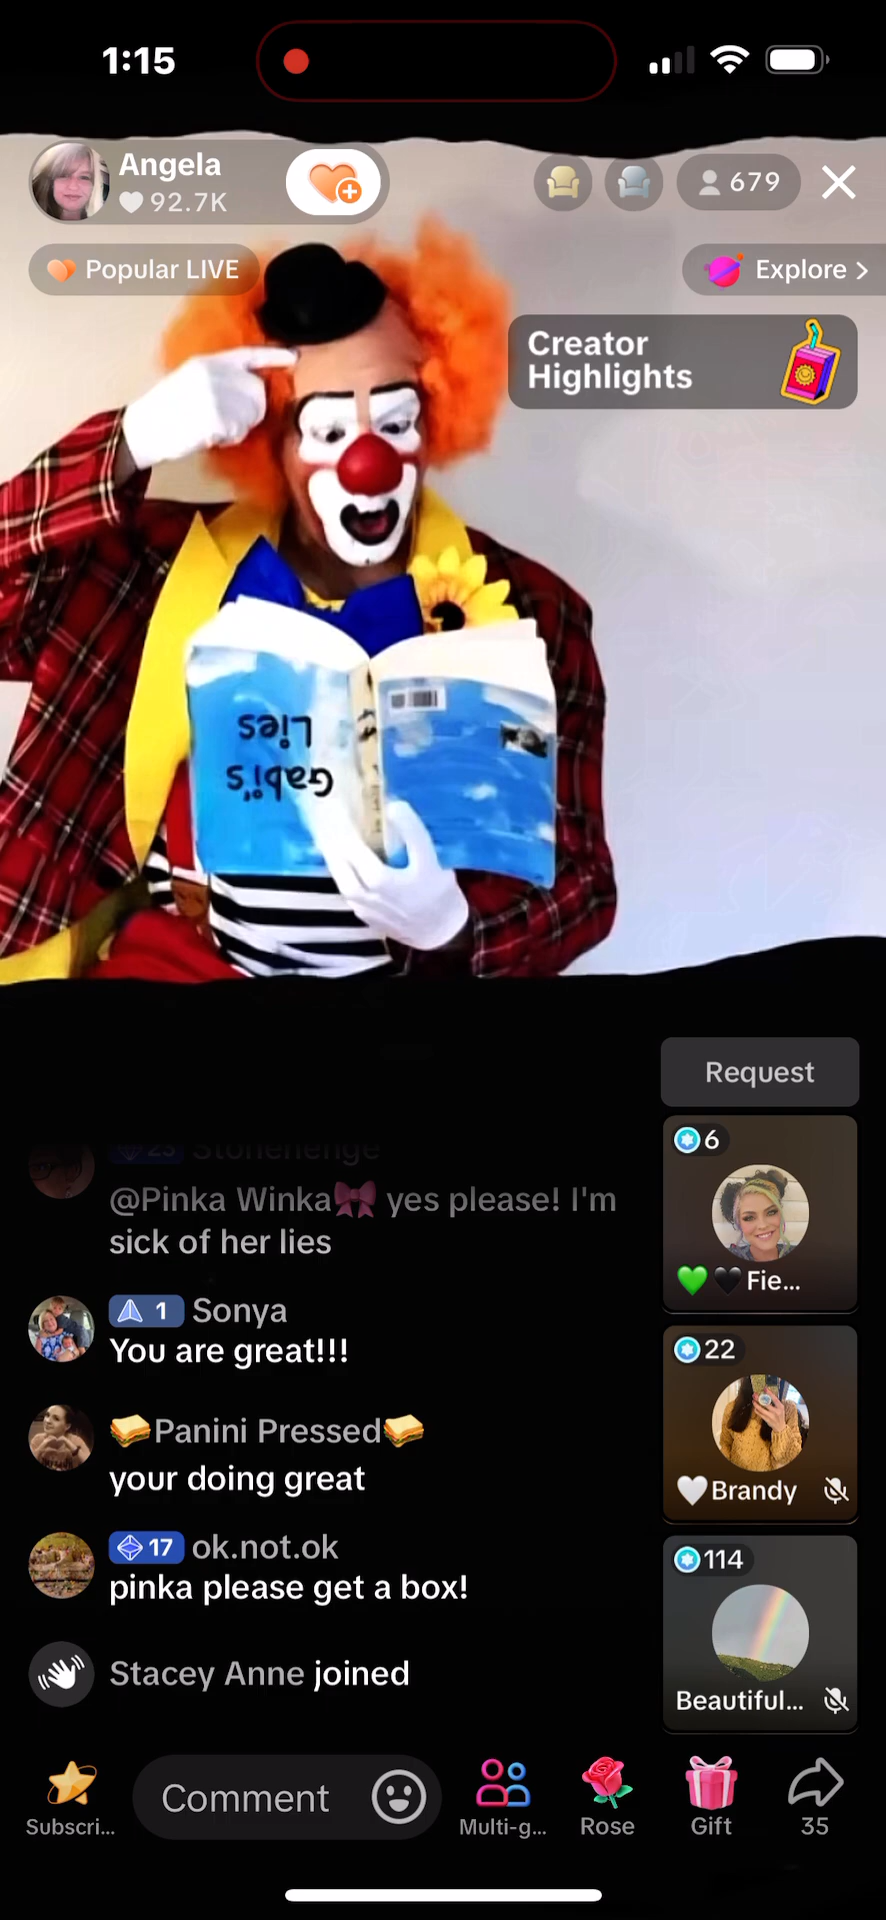 1:15
Angela
92.7K
679
Popular LIVE
Explore >
Creator
Highlights
Gabi's
Lies
Request
25 Stonehenge
@Pinka Winka🎀 yes please! I'm
sick of her lies
1 Sonya
You are great!!!
🥪Panini Pressed🥪
your doing great
17 ok.not.ok
pinka please get a box!
Stacey Anne joined
6
💚🖤Fie...
22
🤍Brandy
114
Beautiful...
Subscri...
Comment
Multi-g...
Rose
Gift
35